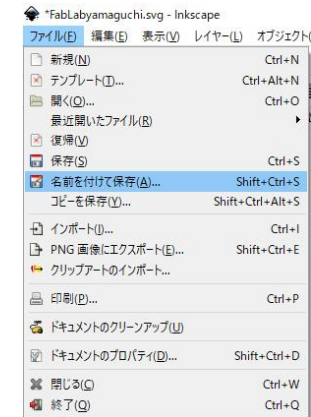 *FabLabyamaguchi.svg - Inkscape
ファイル(F) 編集(E) 表示(V) レイヤー(L) オブジェクト(
新規(N) Ctrl+N
テンプレート(T)... Ctrl+Alt+N
開く(O)... Ctrl+O
最近開いたファイル(R)
復帰(V)
保存(S) Ctrl+S
名前を付けて保存(A)... Shift+Ctrl+S
コピーを保存(Y)... Shift+Ctrl+Alt+S
インポート(I)... Ctrl+I
PNG 画像にエクスポート(E)... Shift+Ctrl+E
クリップアートのインポート...
印刷(P)... Ctrl+P
ドキュメントのクリーンアップ(U)
ドキュメントのプロパティ(D)... Shift+Ctrl+D
閉じる(C) Ctrl+W
終了(Q) Ctrl+Q